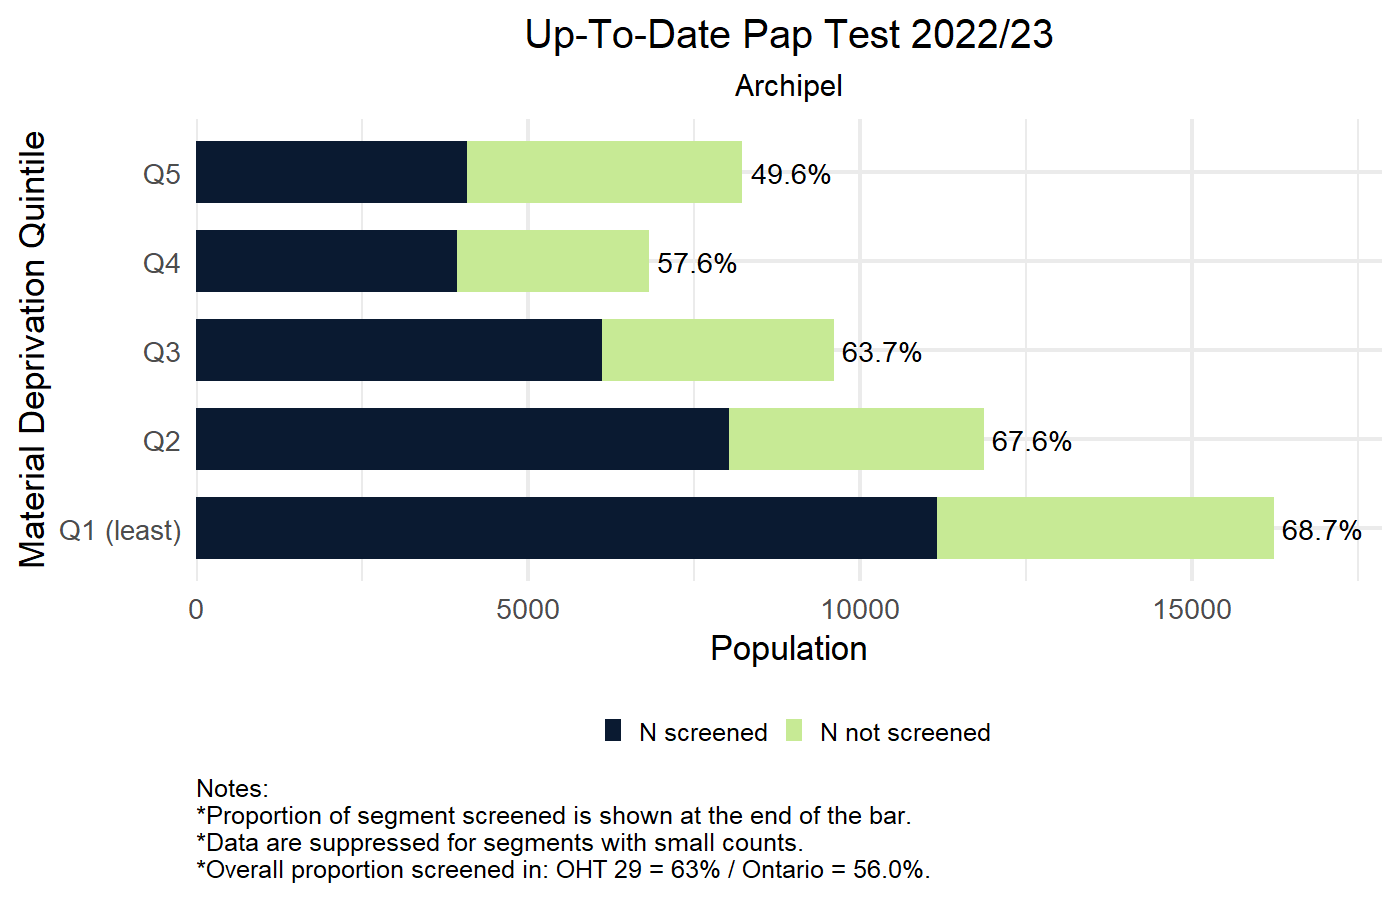 Up-To-Date Pap Test 2022/23
Archipel
Material Deprivation Quintile
Q5
49.6%
Q4
57.6%
Q3
63.7%
Q2
67.6%
Q1 (least)
68.7%
0
5000
10000
15000
Population
N screened
N not screened
Notes:
*Proportion of segment screened is shown at the end of the bar.
*Data are suppressed for segments with small counts.
*Overall proportion screened in: OHT 29 = 63% / Ontario = 56.0%.